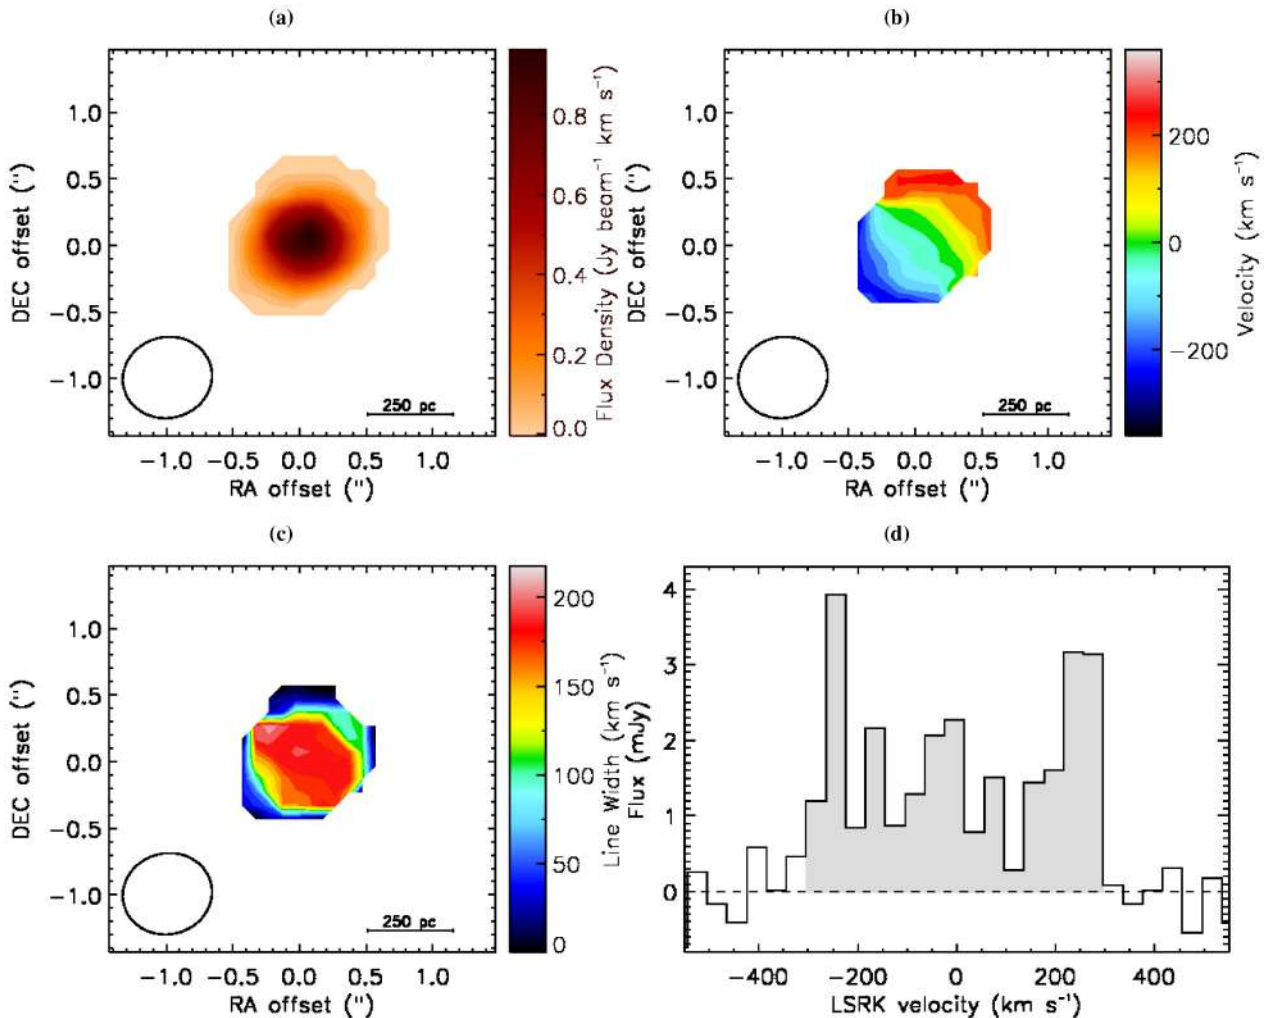 (a)
1.0
0.5
0.0
−0.5
−1.0
DEC offset (")
−1.0 −0.5 0.0 0.5 1.0
RA offset (")
250 pc
0.8
0.6
0.4
0.2
0.0
Flux Density (Jy beam⁻¹ km s⁻¹)
(b)
1.0
0.5
0.0
−0.5
−1.0
DEC offset (")
−1.0 −0.5 0.0 0.5 1.0
RA offset (")
250 pc
200
0
−200
Velocity (km s⁻¹)
(c)
1.0
0.5
0.0
−0.5
−1.0
DEC offset (")
−1.0 −0.5 0.0 0.5 1.0
RA offset (")
250 pc
200
150
100
50
0
Line Width (km s⁻¹)
(d)
4
3
2
1
0
Flux (mJy)
−400 −200 0 200 400
LSRK velocity (km s⁻¹)